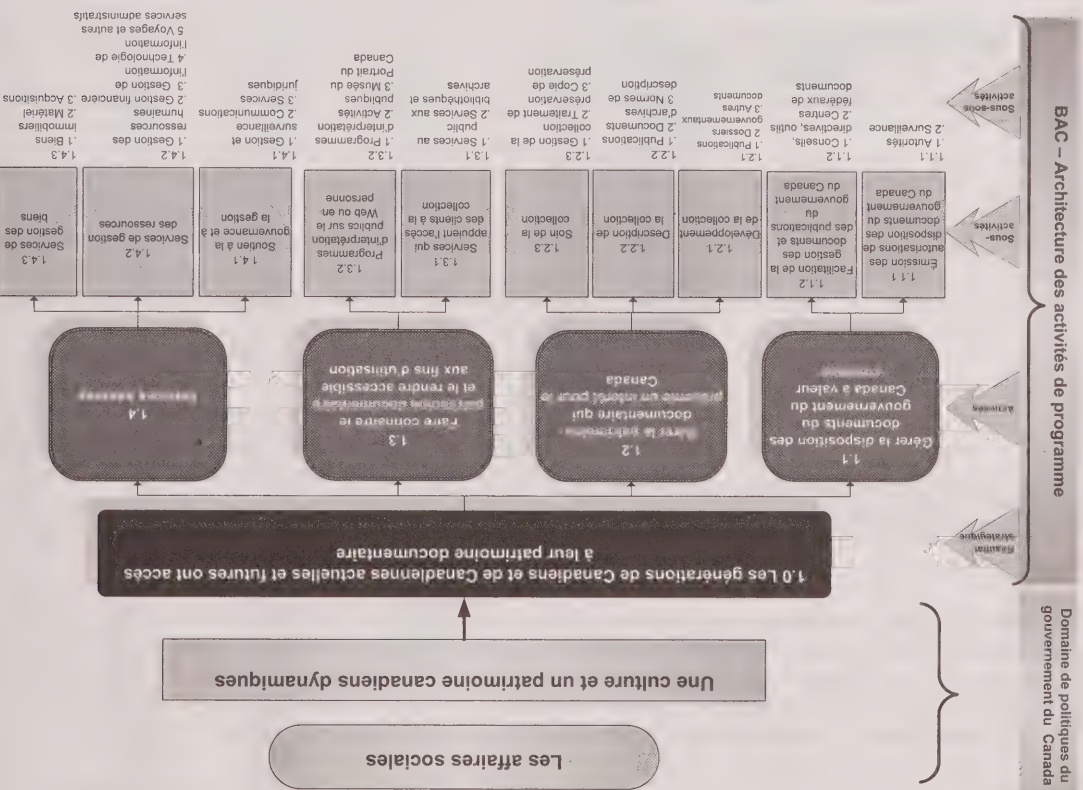 Domaine de politiques du
gouvernement du Canada
Les affaires sociales
Une culture et un patrimoine canadiens dynamiques
BAC – Architecture des activités de programme
Résultat
stratégique
1.0 Les générations de Canadiens et de Canadiennes actuelles et futures ont accès
à leur patrimoine documentaire
Activités
1.1
Gérer la disposition des
documents du
gouvernement du
Canada à valeur
1.2
documentaire qui
présente un intérêt pour le
Canada
1.3
Faire connaître le
patrimoine documentaire
et le rendre accessible
aux fins d'utilisation
1.4
Sous-
activités
1.1.1
Émission des
autorisations de
disposition des
documents du
gouvernement
du Canada
1.1.2
Facilitation de la
gestion des
documents et
des publications
du
gouvernement
du Canada
1.2.1
Développement
de la collection
1.2.2
Description de
la collection
1.2.3
Soin de la
collection
1.3.1
Services qui
appuient l'accès
des clients à la
collection
1.3.2
Programmes
d'interprétation
publics sur le
Web ou en
personne
1.4.1
Soutien à la
gouvernance et à
la gestion
1.4.2
Services de gestion
des ressources
1.4.3
Services de
gestion des
biens
Sous-sous
activités
1.1.1
.1 Autorités
.2 Surveillance
1.1.2
.1 Conseils,
directives, outils
.2 Centres
fédéraux de
documents
1.2.1
.1 Publications
.2 Dossiers
gouvernementaux
.3 Autres
documents
1.2.2
.1 Publications
.2 Documents
d'archives
.3 Normes de
description
1.2.3
.1 Gestion de la
collection
.2 Traitement de
préservation
.3 Copie de
préservation
1.3.1
.1 Services au
public
.2 Services aux
bibliothèques et
archives
1.3.2
.1 Programmes
d'interprétation
.2 Activités
publiques
.3 Musée du
Portrait du
Canada
1.4.1
.1 Gestion et
surveillance
.2 Communications
.3 Services
juridiques
1.4.2
.1 Gestion des
ressources
humaines
.2 Gestion financière
.3 Gestion de
l'information
.4 Technologie de
l'information
.5 Voyages et autres
services administratifs
1.4.3
.1 Biens
immobiliers
.2 Matériel
.3 Acquisitions